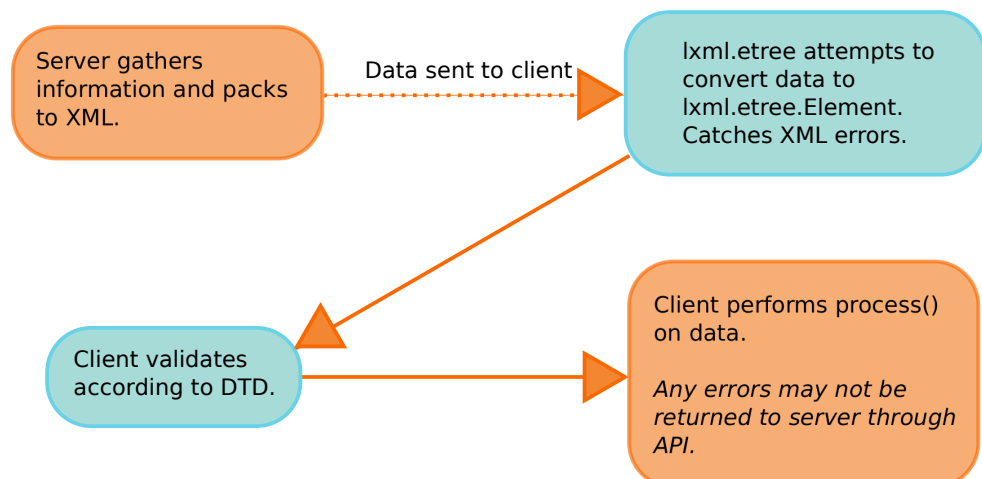 Server gathers
information and packs
to XML.
Data sent to client
lxml.etree attempts to
convert data to
lxml.etree.Element.
Catches XML errors.
Client validates
according to DTD.
Client performs process()
on data.
Any errors may not be
returned to server through
API.